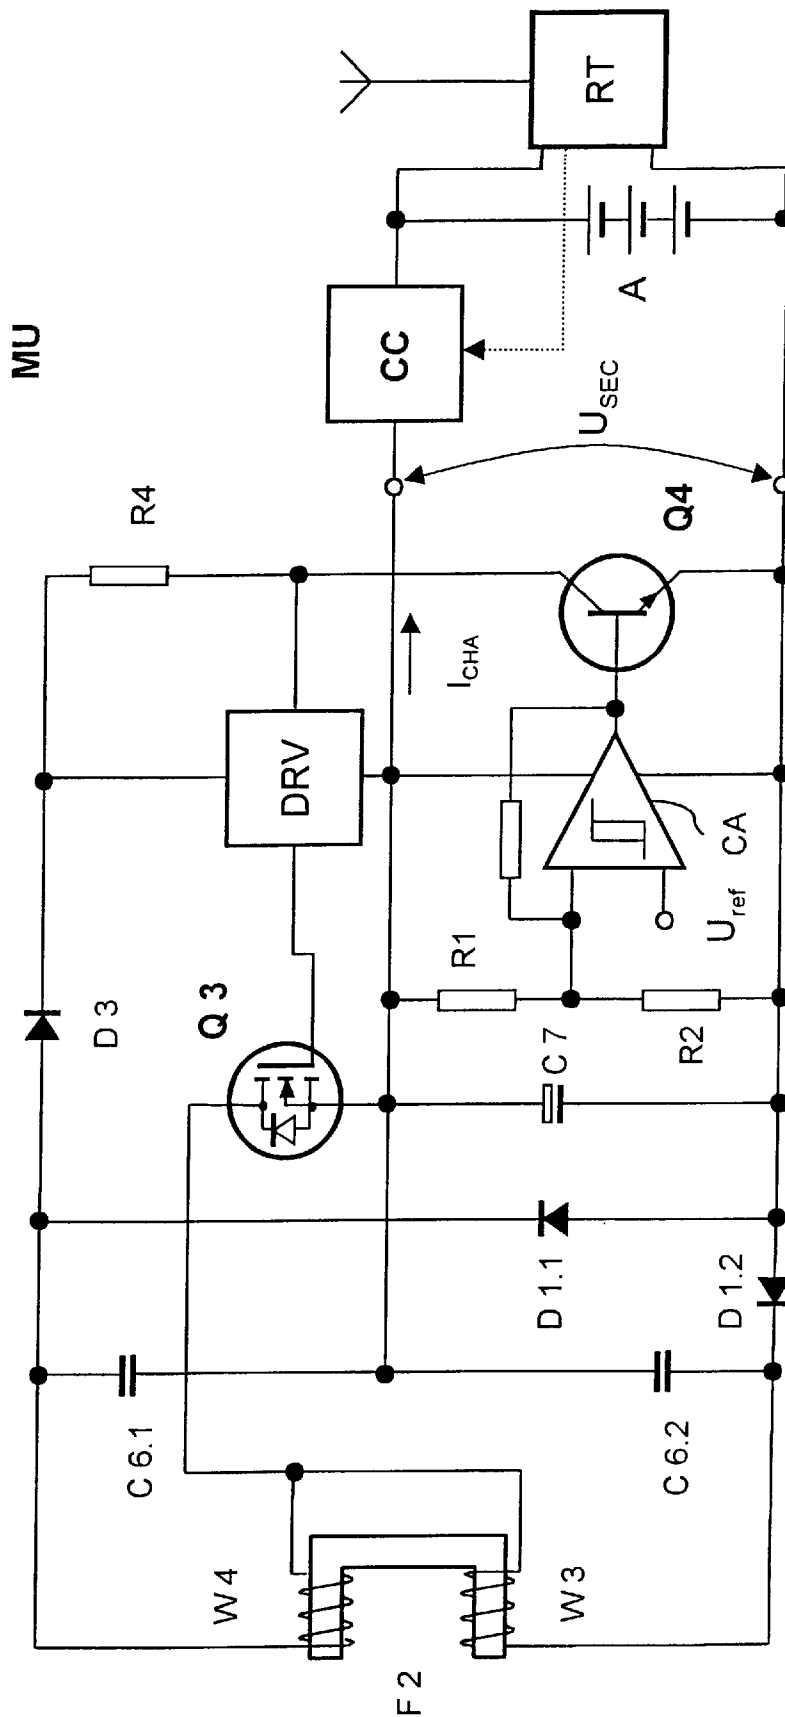 MU
RT
CC
A
U_SEC
R4
Q4
I_CHA
DRV
CA
U_ref
R1
R2
D 3
Q 3
C 7
D 1.1
D 1.2
C 6.1
C 6.2
W 4
W 3
F 2